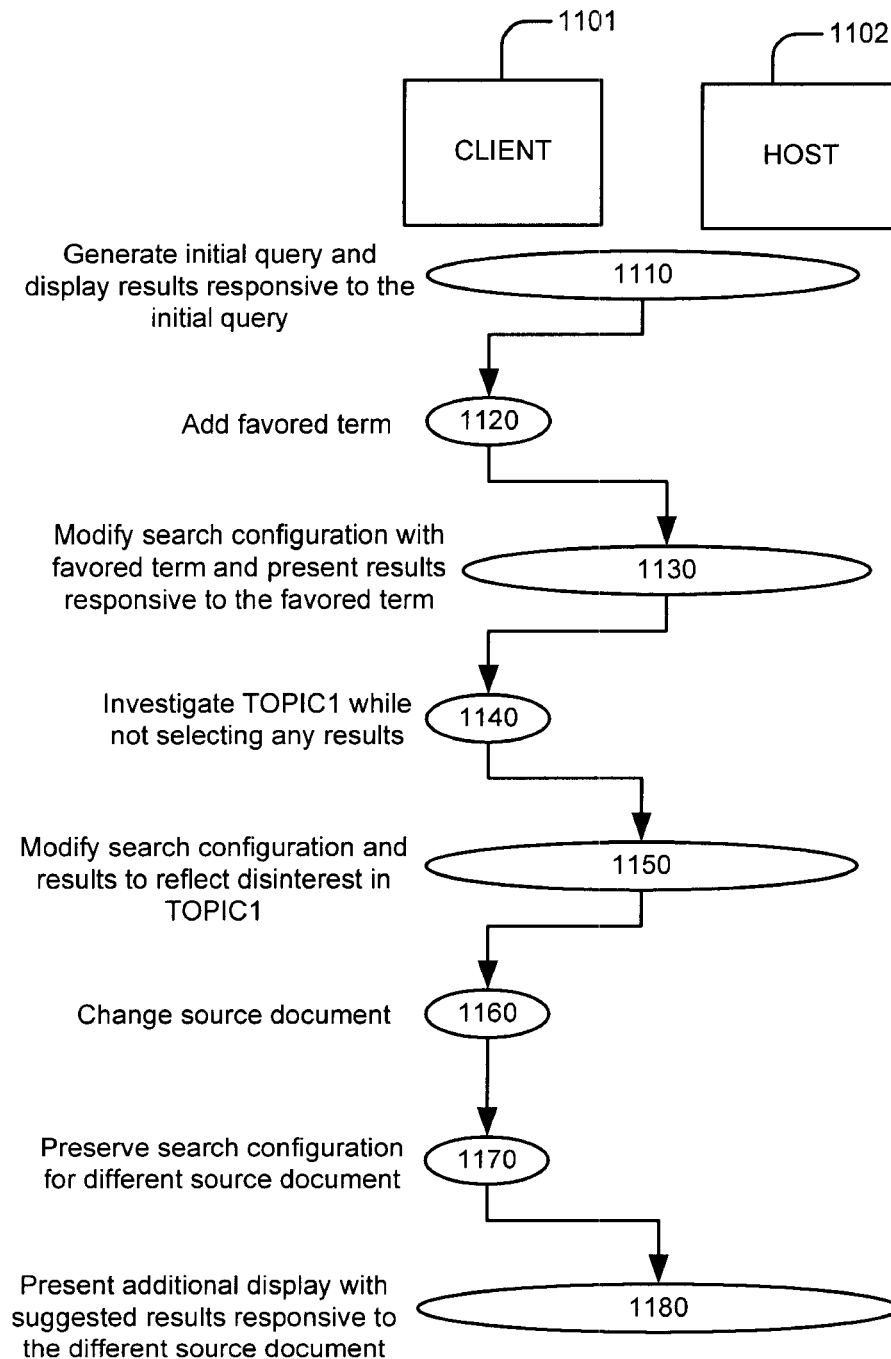 1101
1102
CLIENT
HOST
Generate initial query and
display results responsive to the
initial query
1110
Add favored term
1120
Modify search configuration with
favored term and present results
responsive to the favored term
1130
Investigate TOPIC1 while
not selecting any results
1140
Modify search configuration and
results to reflect disinterest in
TOPIC1
1150
Change source document
1160
Preserve search configuration
for different source document
1170
Present additional display with
suggested results responsive to
the different source document
1180